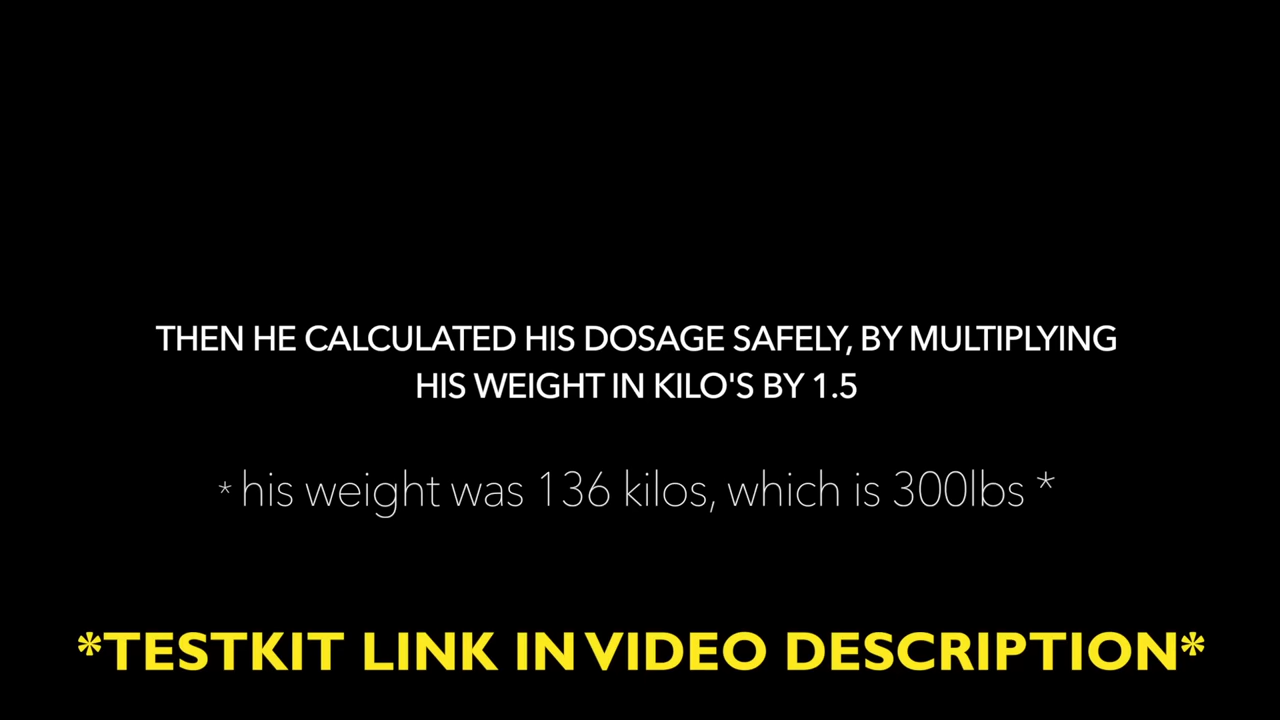 THEN HE CALCULATED HIS DOSAGE SAFELY, BY MULTIPLYING
HIS WEIGHT IN KILO'S BY 1.5
* his weight was 136 kilos, which is 300lbs *
*TESTKIT LINK IN VIDEO DESCRIPTION*